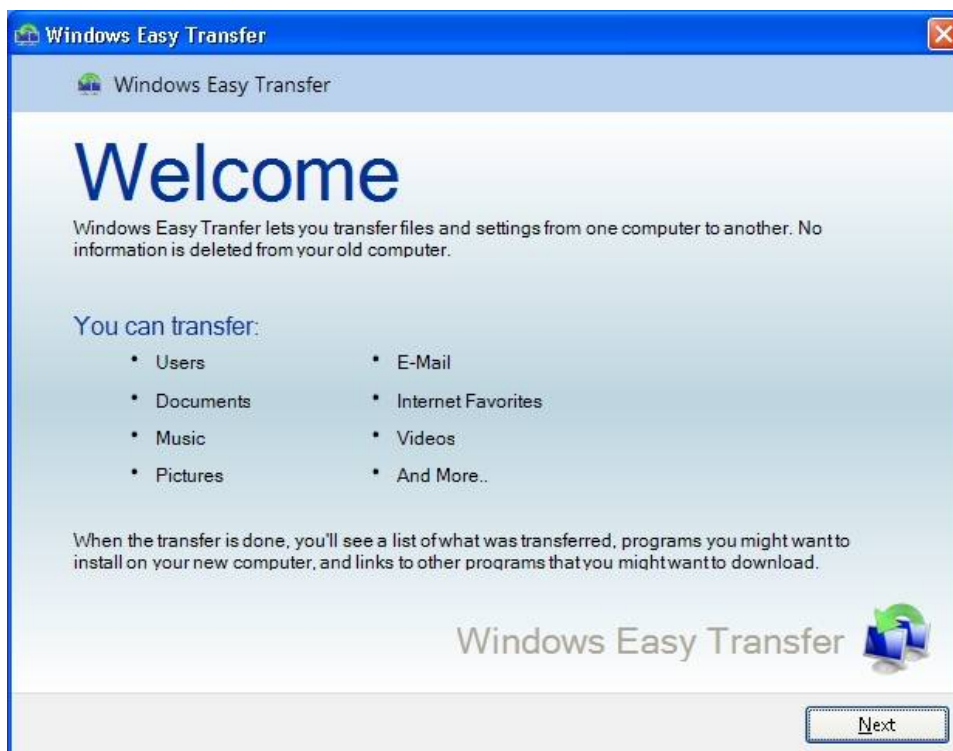 Windows Easy Transfer
Windows Easy Transfer
Welcome
Windows Easy Tranfer lets you transfer files and settings from one computer to another. No
information is deleted from your old computer.
You can transfer:
• Users
• E-Mail
• Documents
• Internet Favorites
• Music
• Videos
• Pictures
• And More..
When the transfer is done, you'll see a list of what was transferred, programs you might want to
install on your new computer, and links to other programs that you might want to download.
Windows Easy Transfer
Next